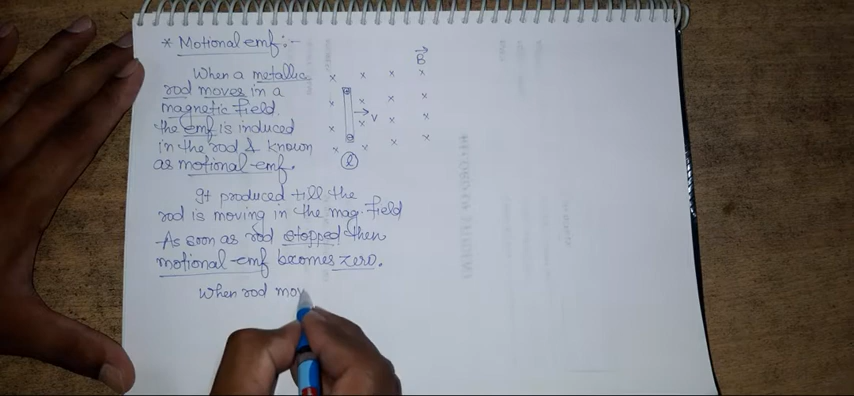 * Motional emf :-
When a metallic
rod moves in a
magnetic field.
the emf is induced
in the rod & known
as motional emf.
B
x x x x
x x x
V
x x x
x x x x
l
It produced till the
rod is moving in the mag. field
As soon as rod stopped then
motional emf becomes zero.
When rod mov